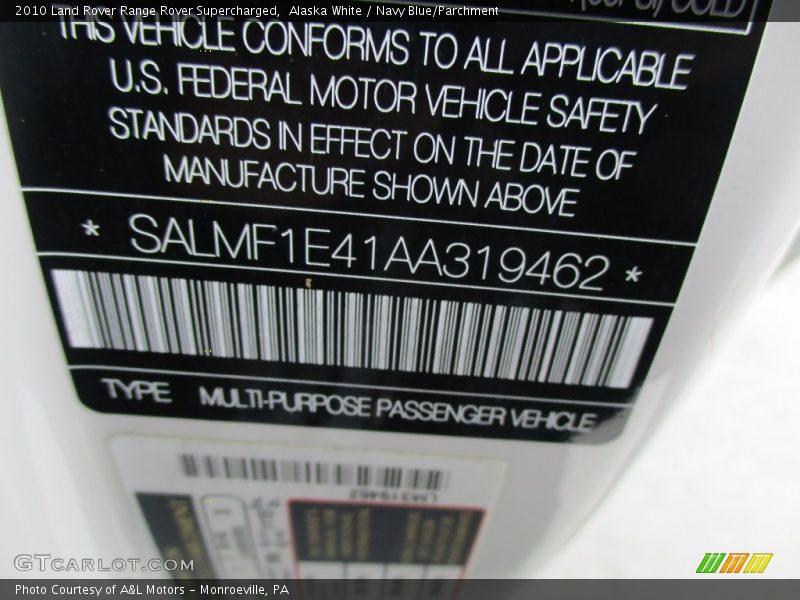 2010 Land Rover Range Rover Supercharged,  Alaska White / Navy Blue/Parchment
COLD
THIS VEHICLE CONFORMS TO ALL APPLICABLE
U.S. FEDERAL MOTOR VEHICLE SAFETY
STANDARDS IN EFFECT ON THE DATE OF
MANUFACTURE SHOWN ABOVE
* SALMF1E41AA319462 *
TYPE MULTI-PURPOSE PASSENGER VEHICLE
LM319462
GTCARLOT.COM
Photo Courtesy of A&L Motors – Monroeville, PA